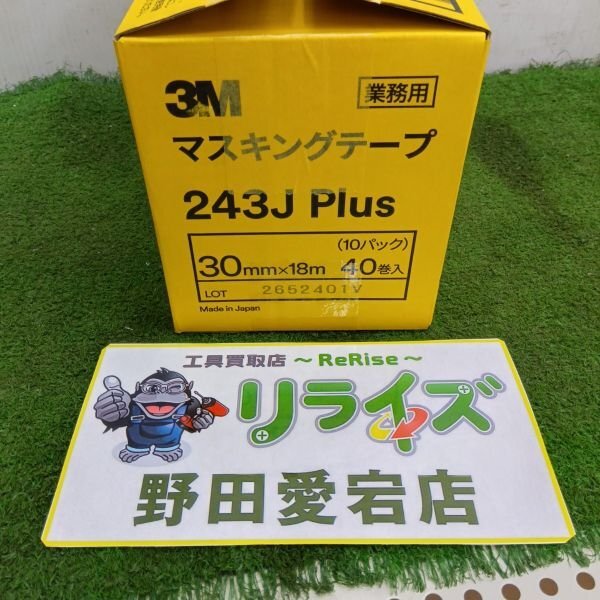 3M
業務用
マスキングテープ
243J Plus
(10パック)
30mm×18m 40巻入
LOT 2652401Y
Made in Japan
工具買取店 ～ReRise～
リライズ
野田愛宕店